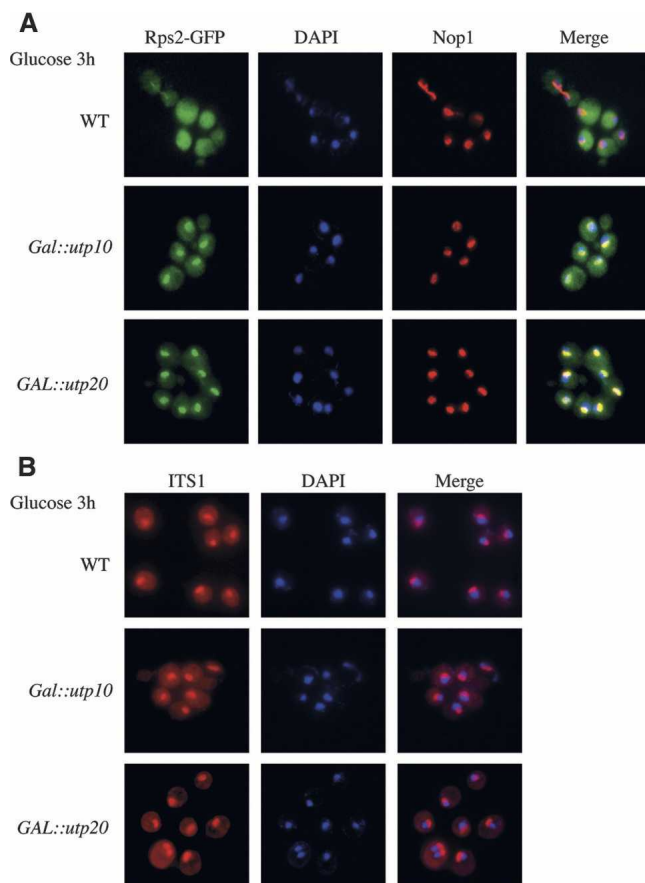 A
Rps2-GFP DAPI Nop1 Merge
Glucose 3h
WT
Gal::utp10
GAL::utp20
B
ITS1 DAPI Merge
Glucose 3h
WT
Gal::utp10
GAL::utp20